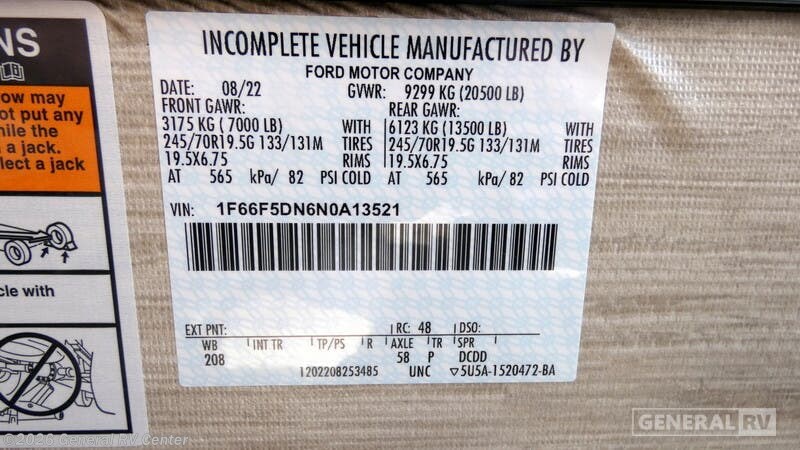 NS
ow may
not put any
hile the
n a jack.
lect a jack
cle with
INCOMPLETE VEHICLE MANUFACTURED BY
FORD MOTOR COMPANY
DATE: 08/22 GVWR: 9299 KG (20500 LB)
FRONT GAWR: REAR GAWR:
3175 KG ( 7000 LB) WITH 6123 KG (13500 LB) WITH
245/70R19.5G 133/131M TIRES 245/70R19.5G 133/131M TIRES
19.5X6.75 RIMS 19.5X6.75 RIMS
AT 565 kPa/ 82 PSI COLD AT 565 kPa/ 82 PSI COLD
VIN: 1F66F5DN6N0A13521
EXT PNT: RC: 48 DSO:
WB INT TR TP/PS R AXLE TR SPR
208 58 P DCDD
1202208253485 UNC ▽5U5A-1520472-BA
GENERAL RV
©2025 General RV Center